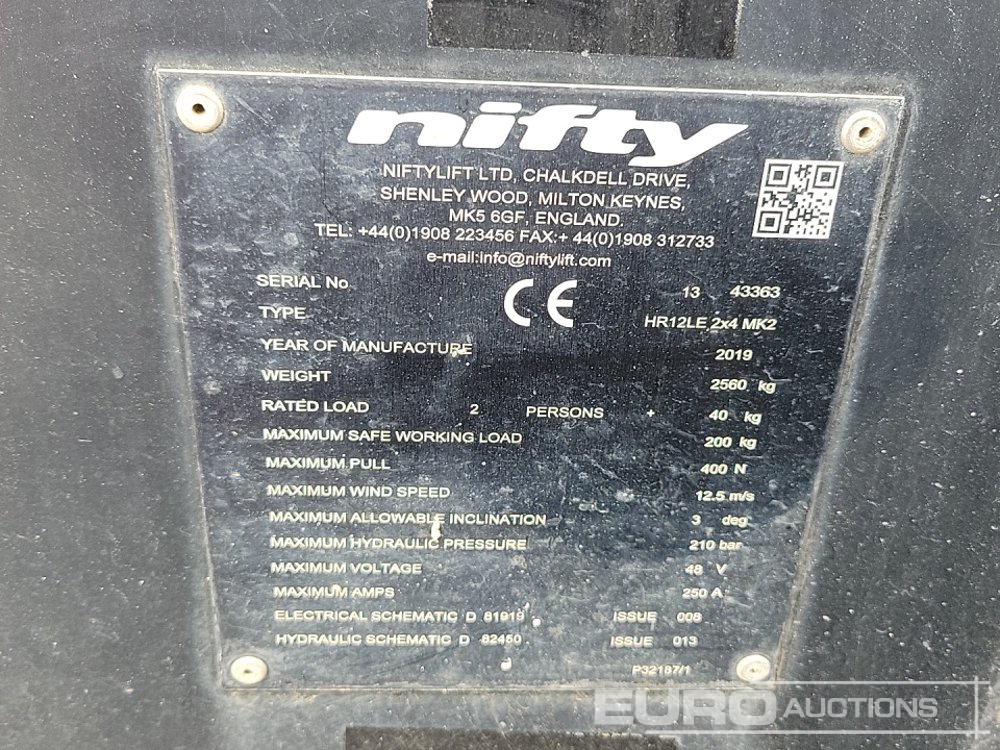 nifty
NIFTYLIFT LTD, CHALKDELL DRIVE,
SHENLEY WOOD, MILTON KEYNES,
MK5 6GF, ENGLAND.
TEL: +44(0)1908 223456 FAX:+ 44(0)1908 312733
e-mail:info@niftylift.com
CE
SERIAL No. 13 43363
TYPE HR12LE 2x4 MK2
YEAR OF MANUFACTURE 2019
WEIGHT 2560 kg
RATED LOAD 2 PERSONS + 40 kg
MAXIMUM SAFE WORKING LOAD 200 kg
MAXIMUM PULL 400 N
MAXIMUM WIND SPEED 12.5 m/s
MAXIMUM ALLOWABLE INCLINATION 3 deg
MAXIMUM HYDRAULIC PRESSURE 210 bar
MAXIMUM VOLTAGE 48 V
MAXIMUM AMPS 250 A
ELECTRICAL SCHEMATIC D 81919 ISSUE 008
HYDRAULIC SCHEMATIC D 82450 ISSUE 013
P32187/1
EURO AUCTIONS